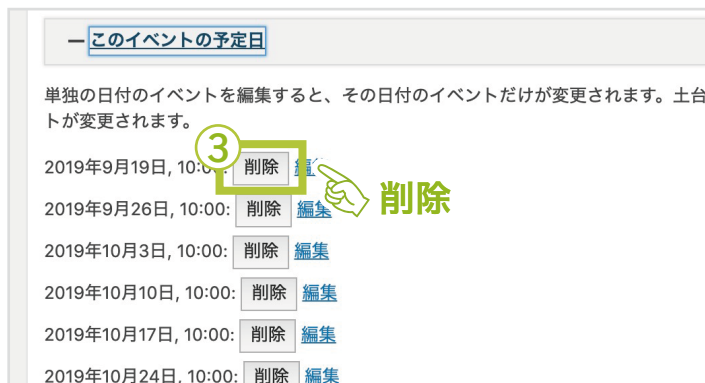 ー このイベントの予定日
単独の日付のイベントを編集すると、その日付のイベントだけが変更されます。土台
トが変更されます。
③
2019年9月19日, 10:0 削除 編
削除
2019年9月26日, 10:00: 削除 編集
2019年10月3日, 10:00: 削除 編集
2019年10月10日, 10:00: 削除 編集
2019年10月17日, 10:00: 削除 編集
2019年10月24日, 10:00: 削除 編集